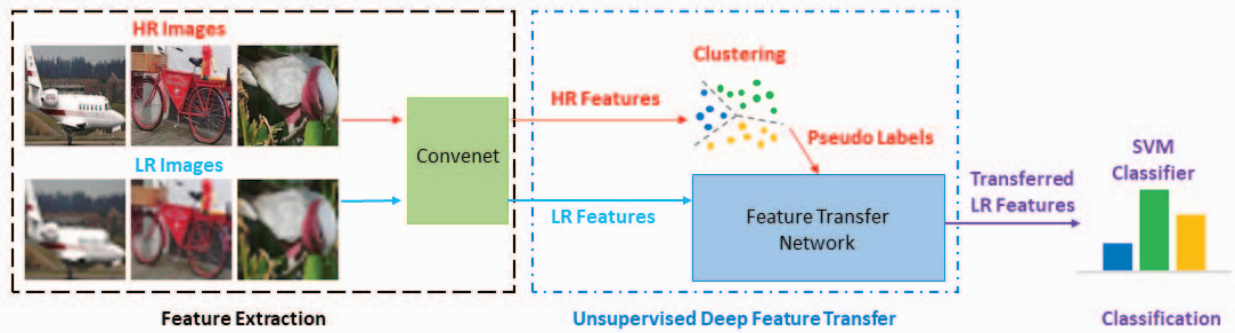 HR Images
LR Images
Convenet
Feature Extraction
HR Features
LR Features
Clustering
Pseudo Labels
Feature Transfer
Network
Unsupervised Deep Feature Transfer
Transferred
LR Features
SVM
Classifier
Classification